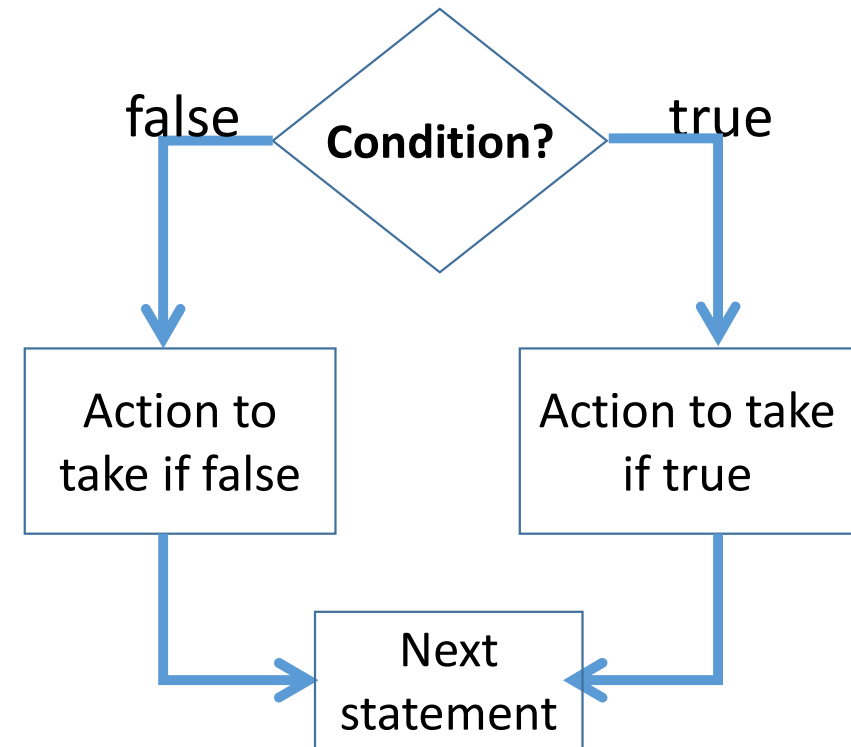 false
true
Condition?
Action to
take if false
Action to take
if true
Next
statement